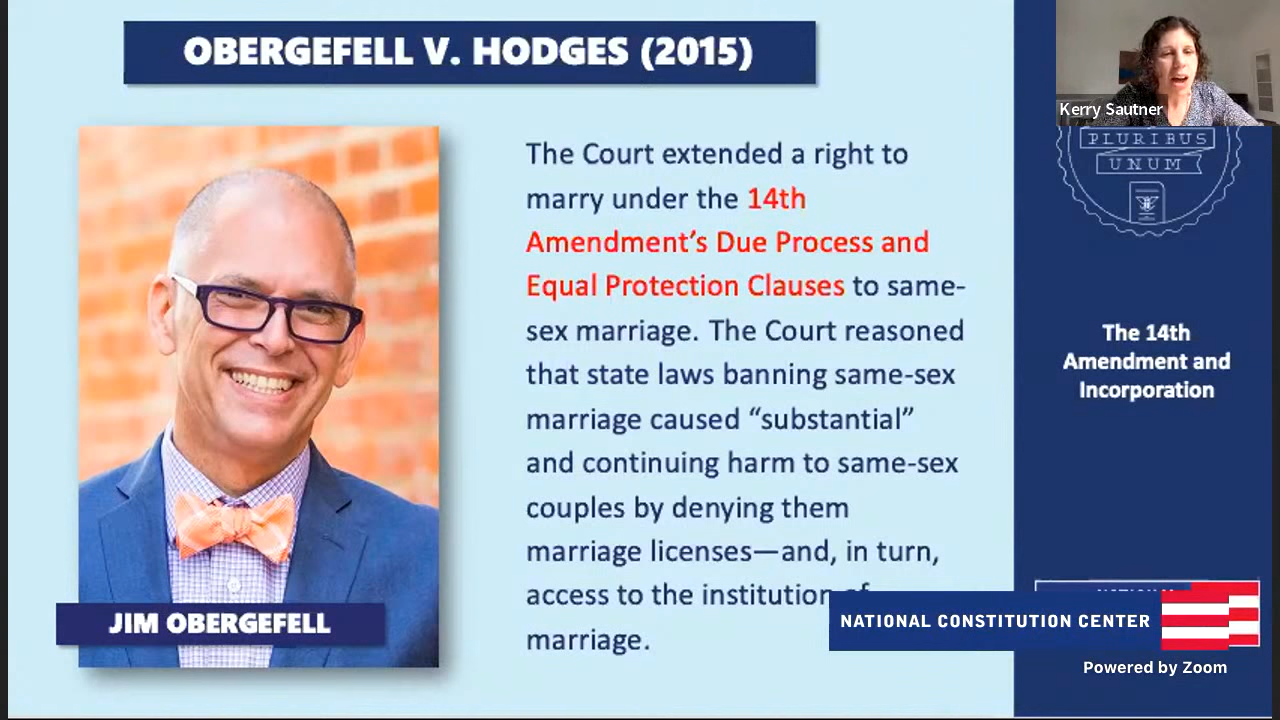 OBERGEFELL V. HODGES (2015)
The Court extended a right to
marry under the 14th
Amendment’s Due Process and
Equal Protection Clauses to same-
sex marriage. The Court reasoned
that state laws banning same-sex
marriage caused “substantial”
and continuing harm to same-sex
couples by denying them
marriage licenses—and, in turn,
access to the institution of
marriage.
JIM OBERGEFELL
Kerry Sautner
PLURIBUS
UNUM
The 14th
Amendment and
Incorporation
NATIONAL CONSTITUTION CENTER
Powered by Zoom